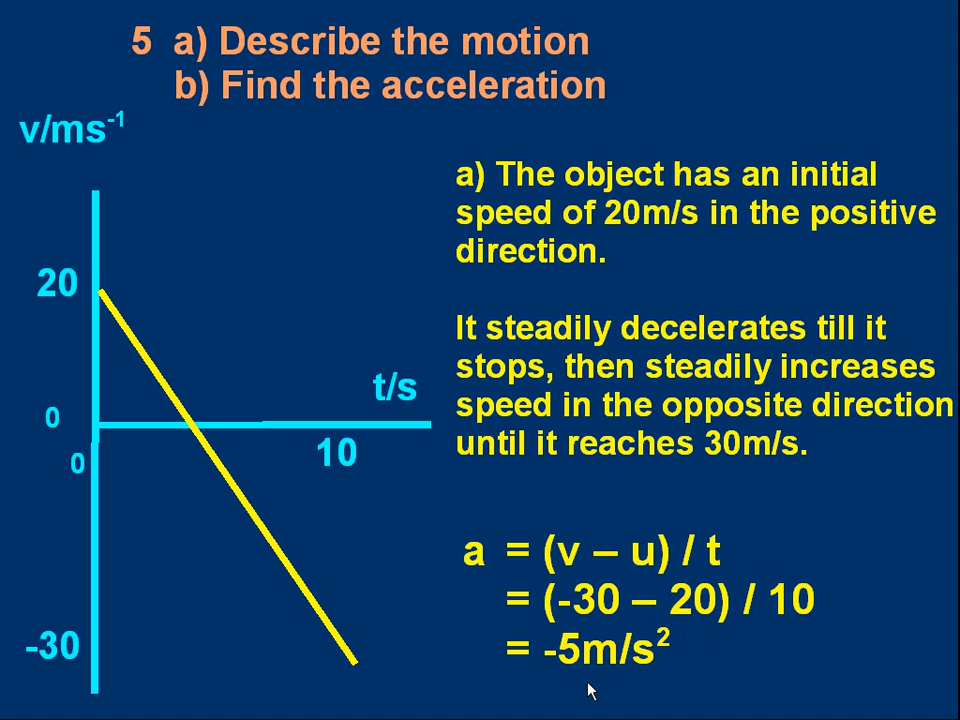 5 a) Describe the motion
b) Find the acceleration
v/ms⁻¹
a) The object has an initial
speed of 20m/s in the positive
direction.
20
It steadily decelerates till it
stops, then steadily increases
speed in the opposite direction
until it reaches 30m/s.
t/s
0
0
10
a = (v – u) / t
= (-30 – 20) / 10
= -5m/s²
-30